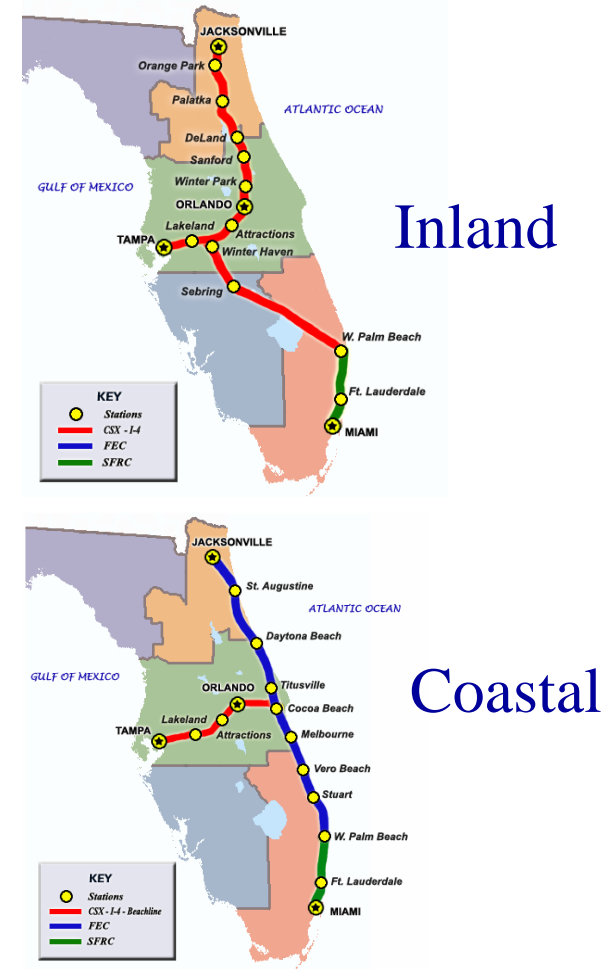 JACKSONVILLE
Orange Park
Palatka
ATLANTIC OCEAN
DeLand
Sanford
GULF OF MEXICO
Winter Park
ORLANDO
Inland
Lakeland
Attractions
TAMPA
Winter Haven
Sebring
W. Palm Beach
KEY
Ft. Lauderdale
Stations
CSX - I-4
MIAMI
FEC
SFRC
JACKSONVILLE
St. Augustine
ATLANTIC OCEAN
Daytona Beach
GULF OF MEXICO
ORLANDO
Titusville
Coastal
Cocoa Beach
Lakeland
TAMPA
Attractions
Melbourne
Vero Beach
Stuart
W. Palm Beach
KEY
Ft. Lauderdale
Stations
CSX - I-4 - Beachline
MIAMI
FEC
SFRC